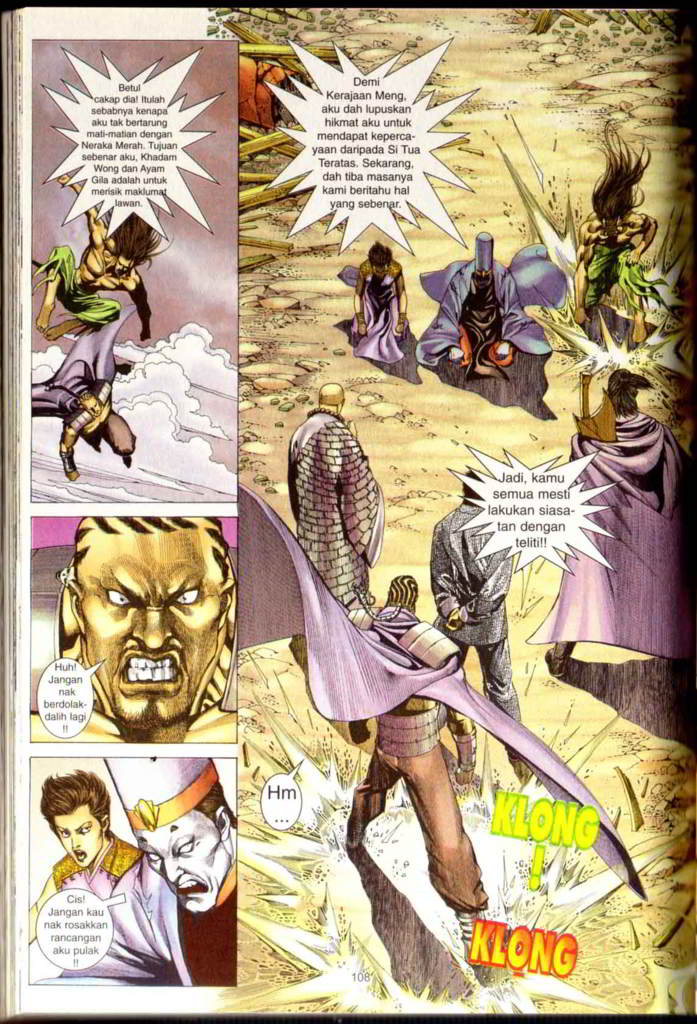 Betul
cakap dia! Itulah
sebabnya kenapa
aku tak bertarung
mati-matian dengan
Neraka Merah. Tujuan
sebenar aku, Khadam
Wong dan Ayam
Gila adalah untuk
merisik maklumat
lawan.
Demi
Kerajaan Meng,
aku dah lupuskan
hikmat aku untuk
mendapat keperca-
yaan daripada Si Tua
Teratas. Sekarang,
dah tiba masanya
kami beritahu hal
yang sebenar.
Jadi, kamu
semua mesti
lakukan siasa-
tan dengan
teliti!!
Huh!
Jangan
nak
berdolak-
dalih lagi
!!
Hm
...
Cis!
Jangan kau
nak rosakkan
rancangan
aku pulak
!!
KLONG
!
KLONG
108